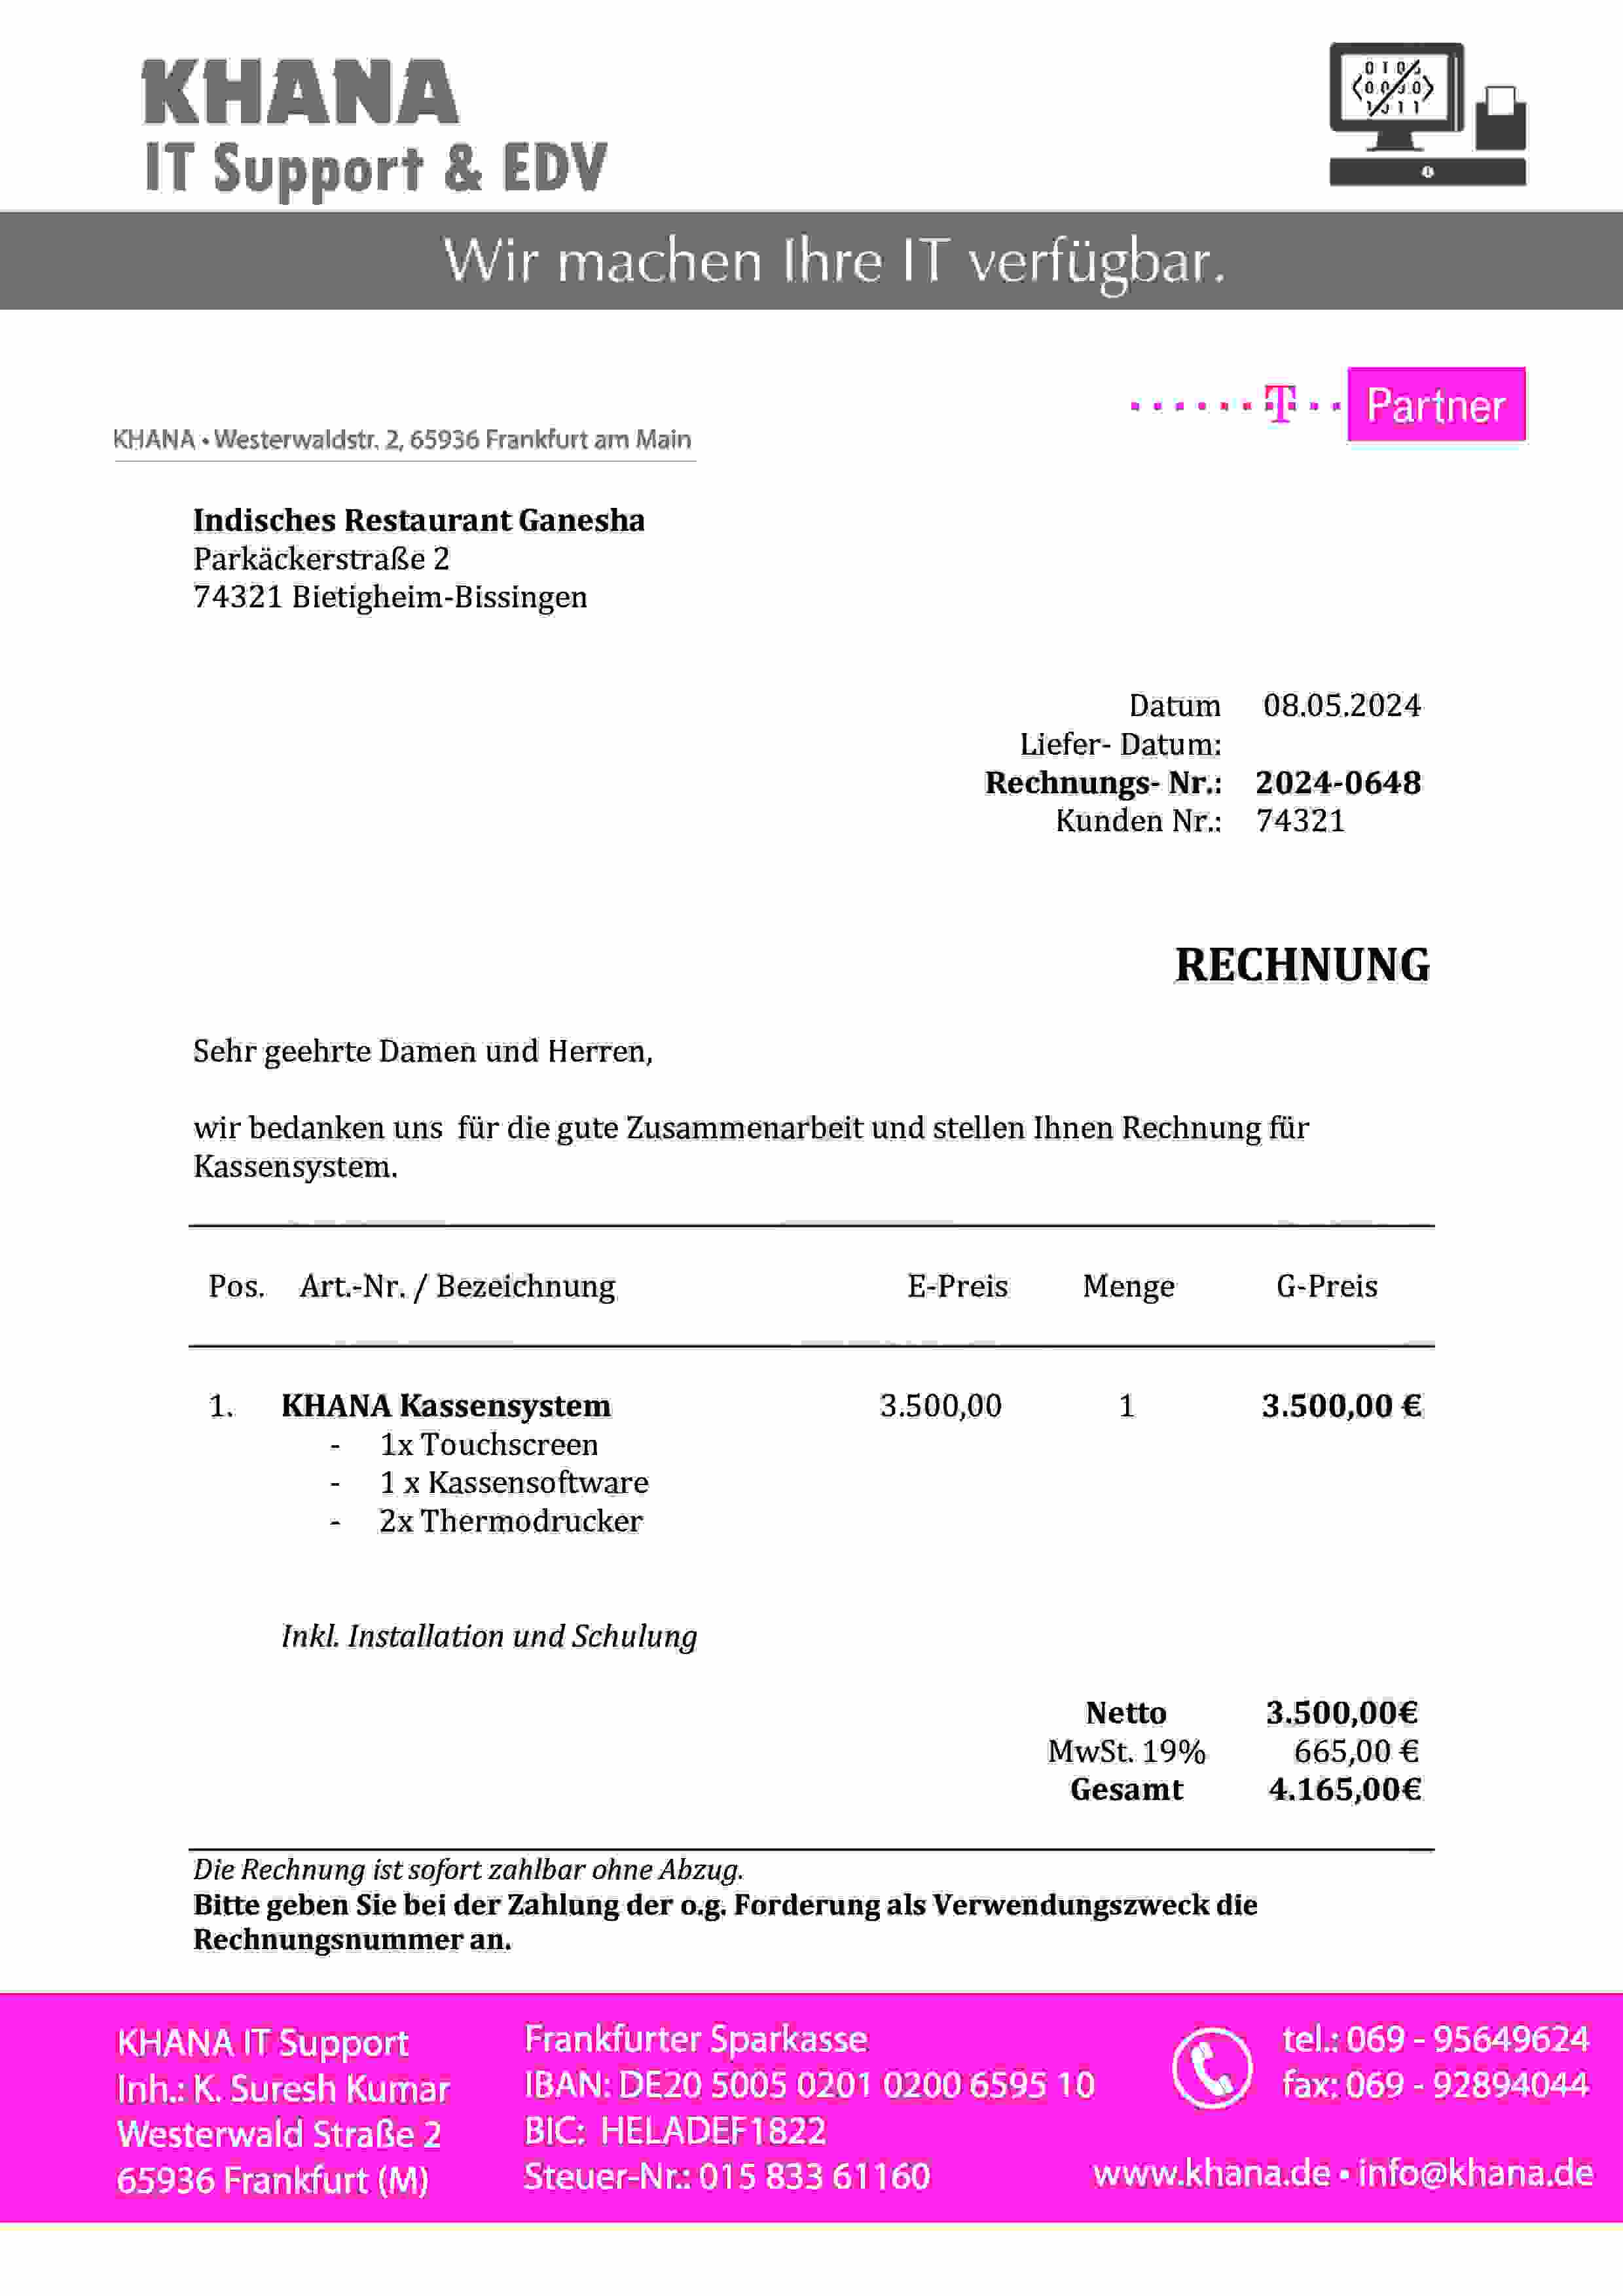 KHANA
IT Support & EDV
Wir machen Ihre IT verfügbar.
T Partner
KHANA • Westerwaldstr. 2, 65936 Frankfurt am Main
Indisches Restaurant Ganesha
Parkäckerstraße 2
74321 Bietigheim-Bissingen
Datum 08.05.2024
Liefer- Datum:
Rechnungs- Nr.: 2024-0648
Kunden Nr.: 74321
RECHNUNG
Sehr geehrte Damen und Herren,
wir bedanken uns für die gute Zusammenarbeit und stellen Ihnen Rechnung für
Kassensystem.
Pos. Art.-Nr. / Bezeichnung E-Preis Menge G-Preis
1. KHANA Kassensystem 3.500,00 1 3.500,00 €
- 1x Touchscreen
- 1 x Kassensoftware
- 2x Thermodrucker
Inkl. Installation und Schulung
Netto 3.500,00€
MwSt. 19% 665,00 €
Gesamt 4.165,00€
Die Rechnung ist sofort zahlbar ohne Abzug.
Bitte geben Sie bei der Zahlung der o.g. Forderung als Verwendungszweck die
Rechnungsnummer an.
KHANA IT Support
Inh.: K. Suresh Kumar
Westerwald Straße 2
65936 Frankfurt (M)
Frankfurter Sparkasse
IBAN: DE20 5005 0201 0200 6595 10
BIC: HELADEF1822
Steuer-Nr.: 015 833 61160
tel.: 069 - 95649624
fax: 069 - 92894044
www.khana.de • info@khana.de